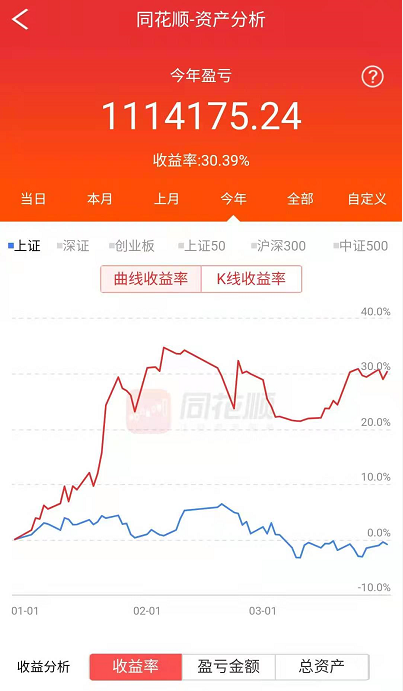 同花顺-资产分析
今年盈亏
?
1114175.24
收益率:30.39%
当日 本月 上月 今年 全部 自定义
上证 深证 创业板 上证50 沪深300 中证500
曲线收益率 K线收益率
40.0%
30.0%
同花顺
20.0%
10.0%
0.0%
-10.0%
01-01 02-01 03-01
收益分析 收益率 盈亏金额 总资产